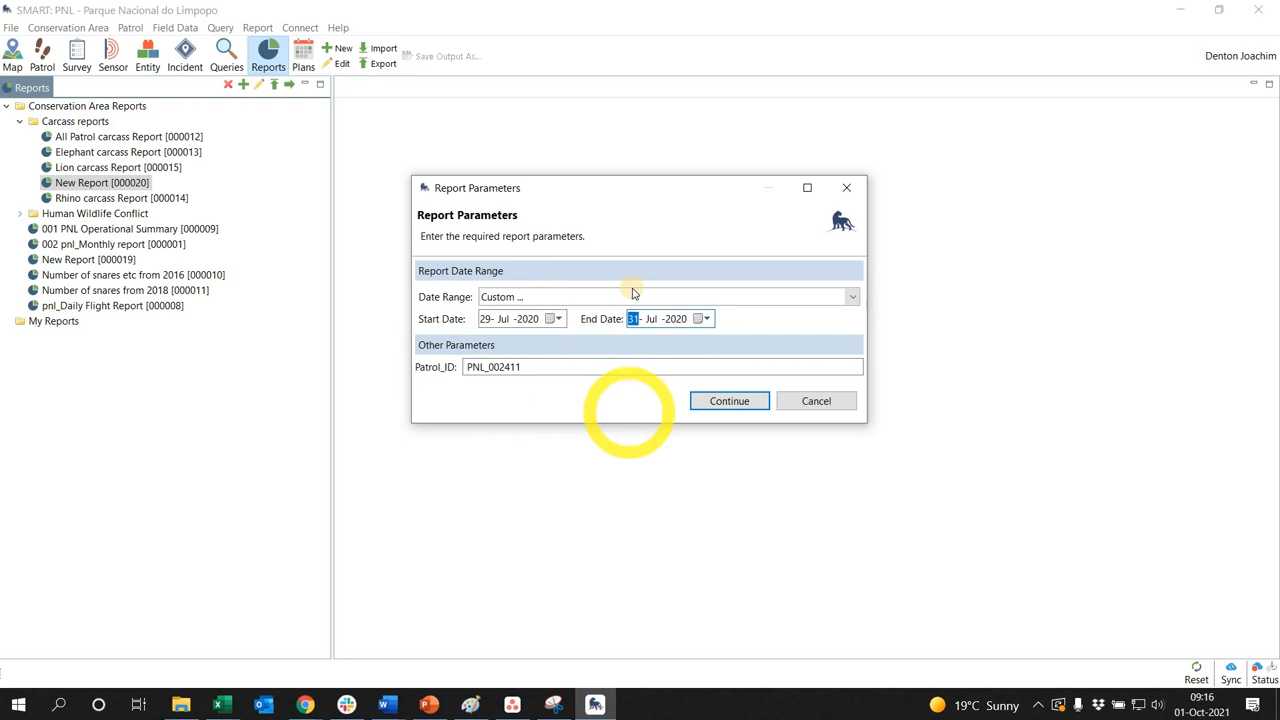 SMART: PNL - Parque Nacional do Limpopo
File Conservation Area Patrol Field Data Query Report Connect Help
Map Patrol Survey Sensor Entity Incident Queries Reports Plans New Edit Import Export Save Output As...
Denton Joachim
Reports
Conservation Area Reports
Carcass reports
All Patrol carcass Report [000012]
Elephant carcass Report [000013]
Lion carcass Report [000015]
New Report [000020]
Rhino carcass Report [000014]
Human Wildlife Conflict
001 PNL Operational Summary [000009]
002 pnl_Monthly report [000001]
New Report [000019]
Number of snares etc from 2016 [000010]
Number of snares from 2018 [000011]
pnl_Daily Flight Report [000008]
My Reports
Report Parameters
Report Parameters
Enter the required report parameters.
Report Date Range
Date Range: Custom ...
Start Date: 29- Jul -2020 End Date: 31- Jul -2020
Other Parameters
Patrol_ID: PNL_002411
Continue Cancel
Reset Sync Status
19°C Sunny
09:16
01-Oct-2021